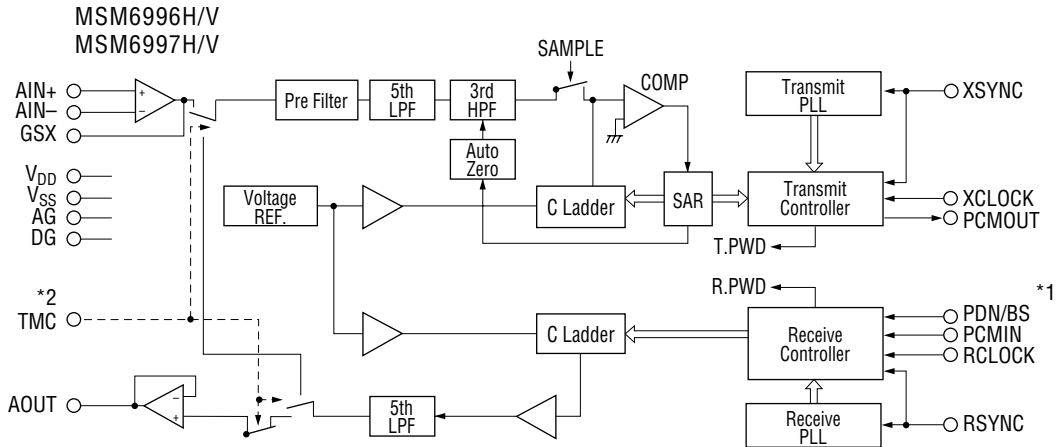 MSM6996H/V
MSM6997H/V
SAMPLE
COMP
AIN+
AIN–
GSX
+
–
Pre Filter
5th
LPF
3rd
HPF
Transmit
PLL
XSYNC
Auto
Zero
VDD
VSS
AG
DG
Voltage
REF.
C Ladder
SAR
Transmit
Controller
XCLOCK
PCMOUT
T.PWD
R.PWD
*1
*2
TMC
C Ladder
Receive
Controller
PDN/BS
PCMIN
RCLOCK
AOUT
–
+
5th
LPF
Receive
PLL
RSYNC